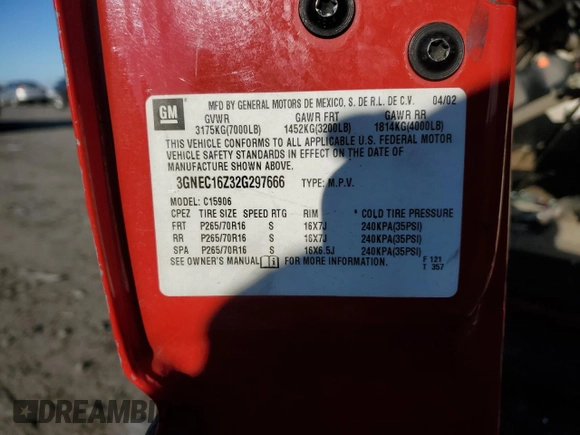 GM
MFD BY GENERAL MOTORS DE MEXICO, S. DE R.L. DE C.V. 04/02
GVWR GAWR FRT GAWR RR
3175KG(7000LB) 1452KG(3200LB) 1814KG(4000LB)
THIS VEHICLE CONFORMS TO ALL APPLICABLE U.S. FEDERAL MOTOR
VEHICLE SAFETY STANDARDS IN EFFECT ON THE DATE OF
MANUFACTURE SHOWN ABOVE.
3GNEC16Z32G297666 TYPE: M.P.V.
MODEL: C15906
CPEZ TIRE SIZE SPEED RTG RIM COLD TIRE PRESSURE
FRT P265/70R16 S 16X7J 240KPA(35PSI)
RR P265/70R16 S 16X7J 240KPA(35PSI)
SPA P265/70R16 S 16X6.5J 240KPA(35PSI)
SEE OWNER'S MANUAL FOR MORE INFORMATION. F 121
T 357